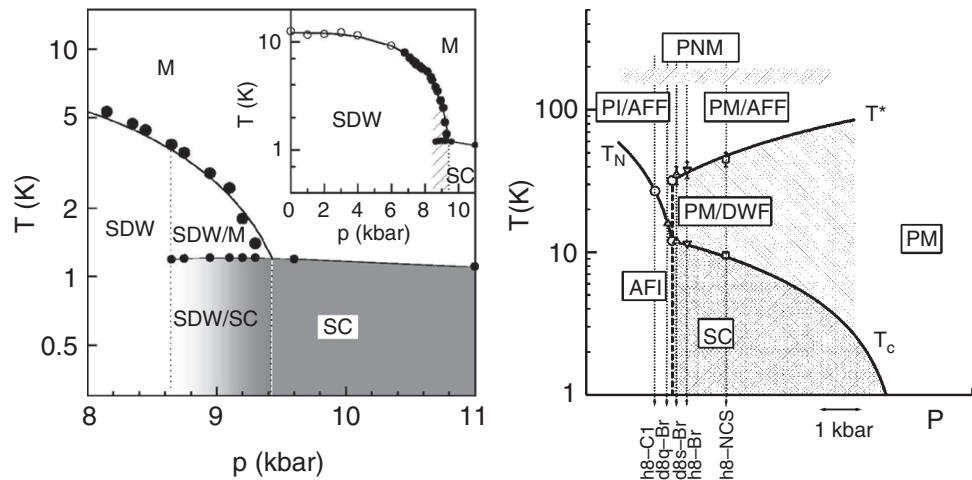 10
5
2
1
0.5
T (K)
M
SDW
SDW/M
SDW/SC
SC
8
9
10
11
p (kbar)
10
1
T (K)
M
SDW
SC
0
2
4
6
8
10
p (kbar)
100
10
1
T(K)
PNM
PI/AFF
PM/AFF
T*
T_N
PM/DWF
PM
AFI
SC
T_c
1 kbar
P
h8–C1
d8q–Br
d8s–Br
h8–Br
h8–NCS